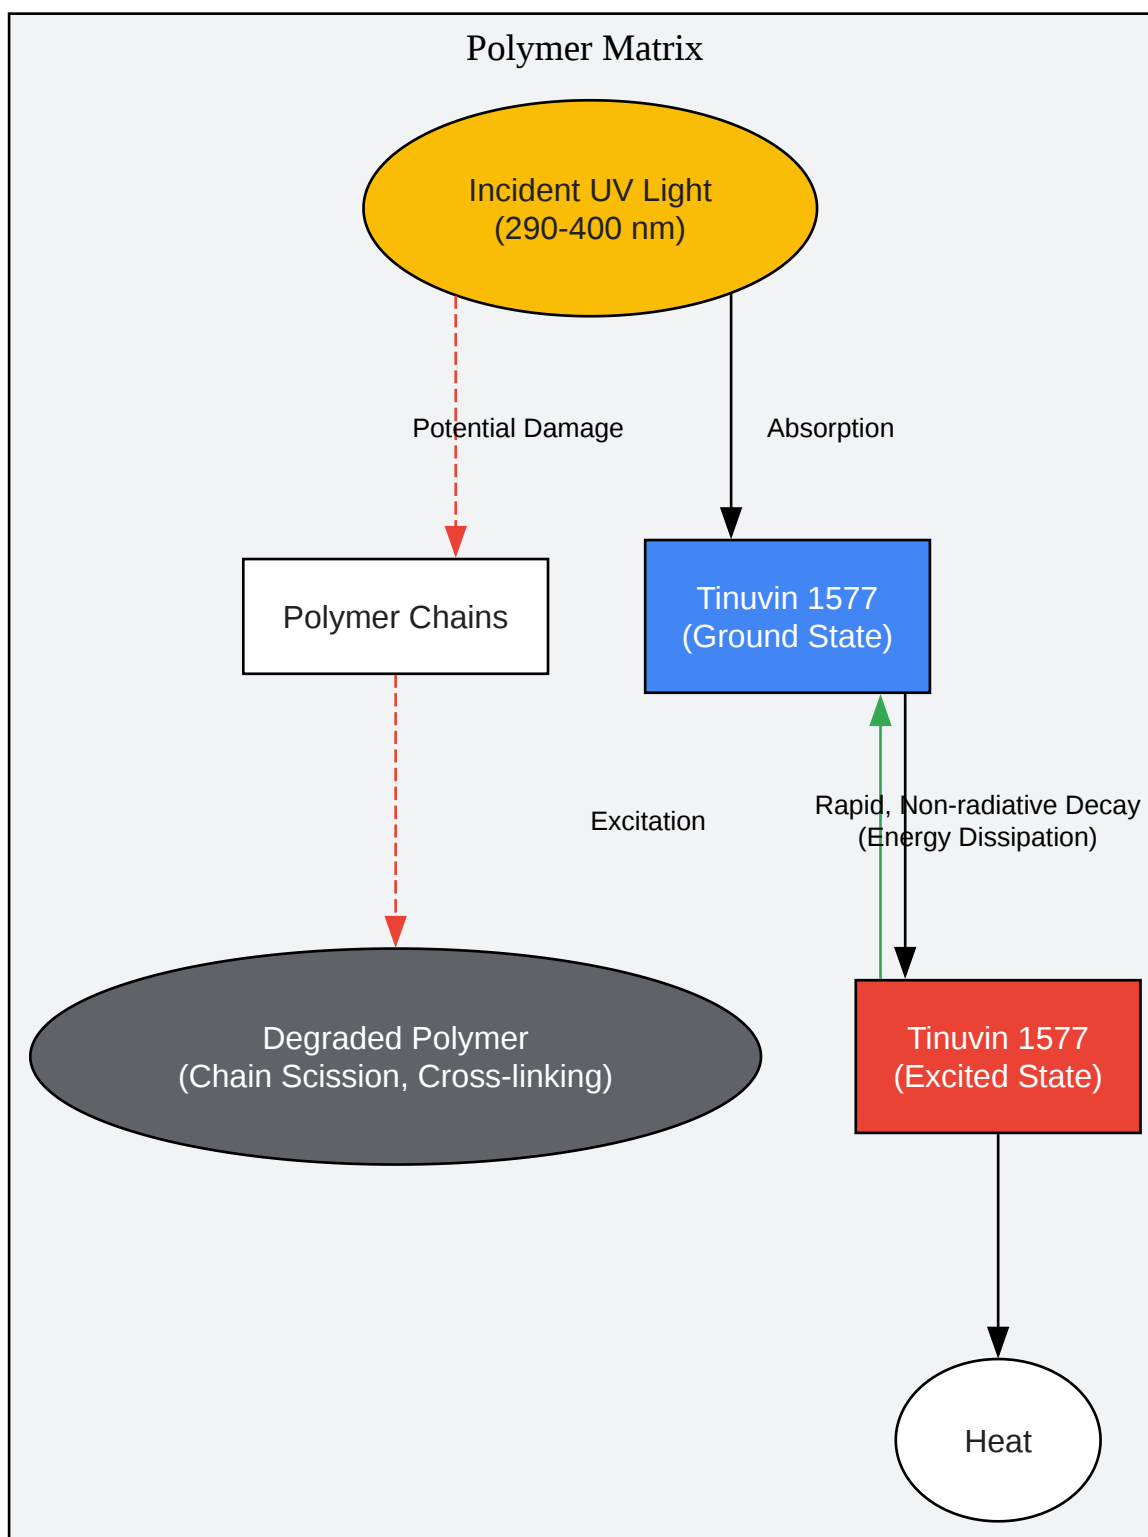 Polymer Matrix
Incident UV Light
(290-400 nm)
Potential Damage
Absorption
Polymer Chains
Tinuvin 1577
(Ground State)
Excitation
Rapid, Non-radiative Decay
(Energy Dissipation)
Degraded Polymer
(Chain Scission, Cross-linking)
Tinuvin 1577
(Excited State)
Heat